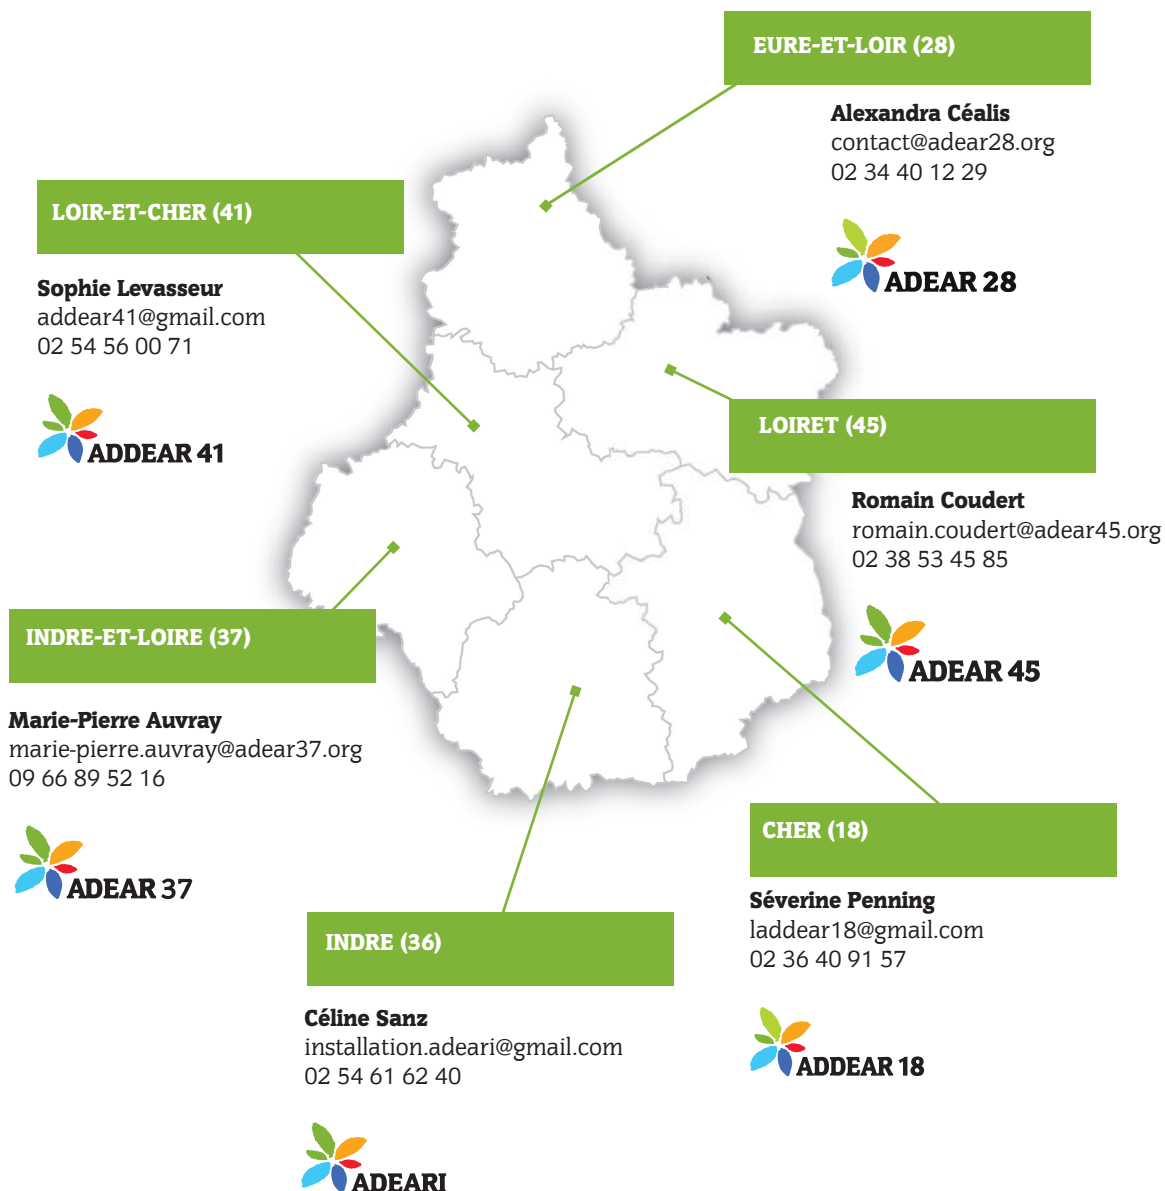 EURE-ET-LOIR (28)
Alexandra Céalis
contact@adear28.org
02 34 40 12 29
ADEAR 28
LOIR-ET-CHER (41)
Sophie Levasseur
addear41@gmail.com
02 54 56 00 71
ADDEAR 41
LOIRET (45)
Romain Coudert
romain.coudert@adear45.org
02 38 53 45 85
ADEAR 45
INDRE-ET-LOIRE (37)
Marie-Pierre Auvray
marie-pierre.auvray@adear37.org
09 66 89 52 16
ADEAR 37
CHER (18)
Séverine Penning
laddear18@gmail.com
02 36 40 91 57
ADDEAR 18
INDRE (36)
Céline Sanz
installation.adeari@gmail.com
02 54 61 62 40
ADEARI